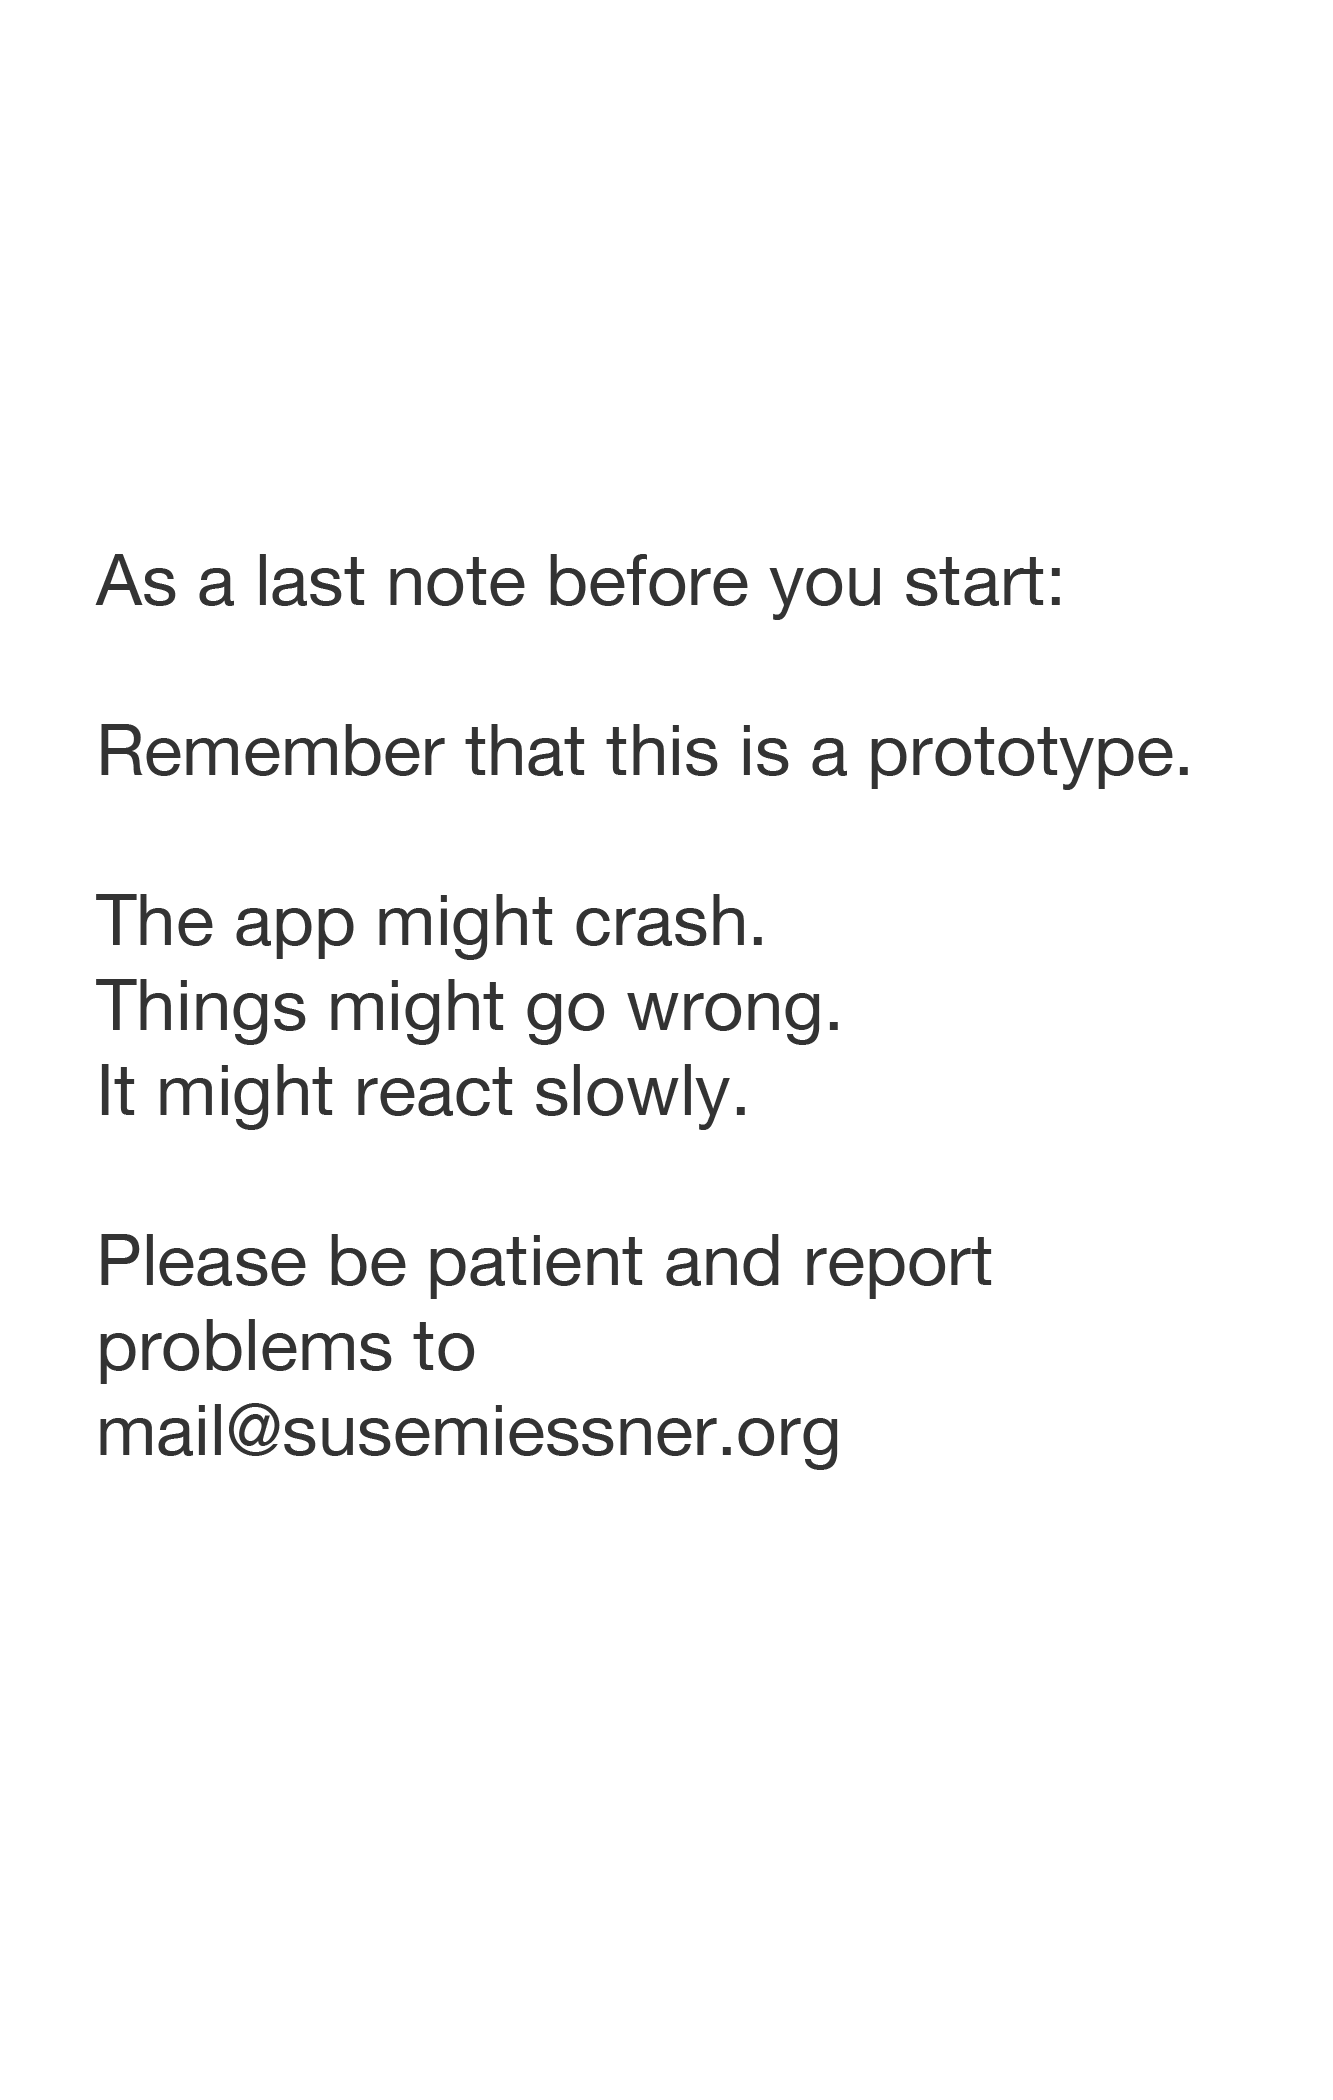 As a last note before you start:
Remember that this is a prototype.
The app might crash.
Things might go wrong.
It might react slowly.
Please be patient and report
problems to
mail@susemiessner.org